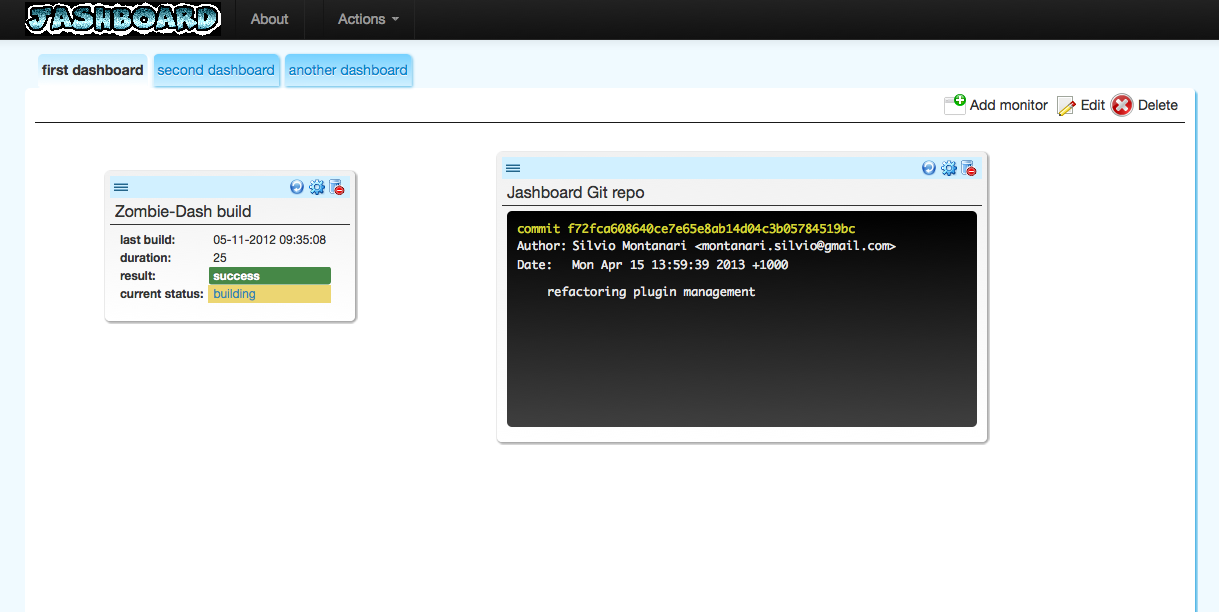 JASHBOARD About Actions
first dashboard second dashboard another dashboard
Add monitor Edit Delete
Zombie-Dash build
last build: 05-11-2012 09:35:08
duration: 25
result: success
current status: building
Jashboard Git repo
commit f72fca608640ce7e65e8ab14d04c3b05784519bc
Author: Silvio Montanari <montanari.silvio@gmail.com>
Date: Mon Apr 15 13:59:39 2013 +1000
refactoring plugin management